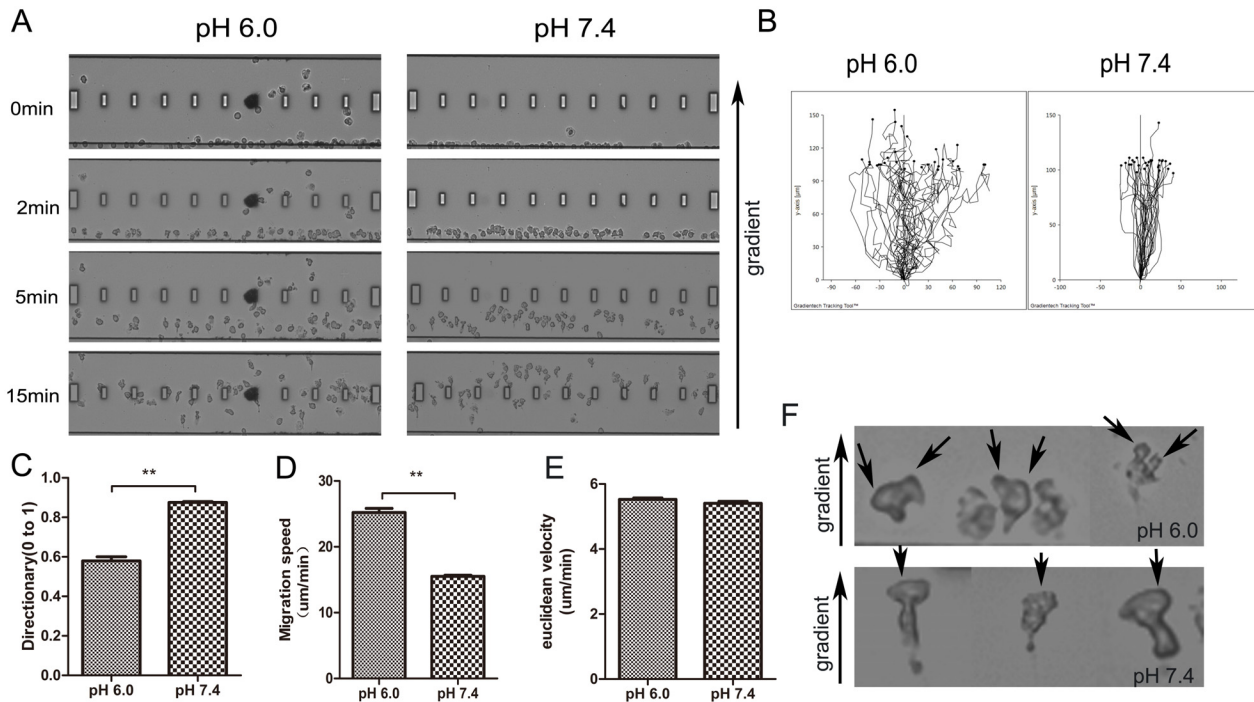 A
pH 6.0
pH 7.4
0min
2min
5min
15min
gradient
B
pH 6.0
pH 7.4
150
120
90
60
30
0
y-axis [µm]
-90
-60
-30
0
30
60
90
120
Gradientech Tracking Tool™
150
100
50
0
y-axis [µm]
-100
-80
-40
0
40
100
Gradientech Tracking Tool™
C
**
1.0
0.8
0.6
0.4
0.2
0.0
Directionary(0 to 1)
pH 6.0
pH 7.4
D
**
30
20
10
0
Migration speed
(um/min)
pH 6.0
pH 7.4
E
6
4
2
0
euclidean velocity
(um/min)
pH 6.0
pH 7.4
F
gradient
pH 6.0
gradient
pH 7.4